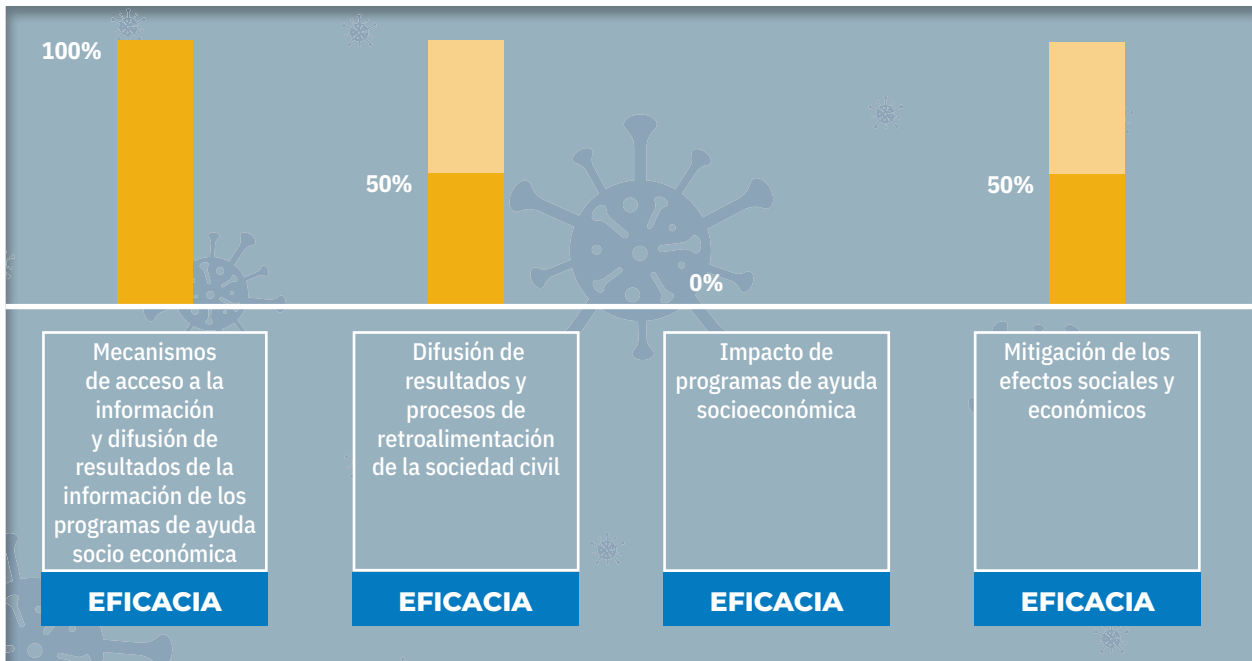 100%
50%
0%
50%
Mecanismos
de acceso a la
información
y difusión de
resultados de la
información de los
programas de ayuda
socio económica
EFICACIA
Difusión de
resultados y
procesos de
retroalimentación
de la sociedad civil
EFICACIA
Impacto de
programas de ayuda
socioeconómica
EFICACIA
Mitigación de los
efectos sociales y
económicos
EFICACIA